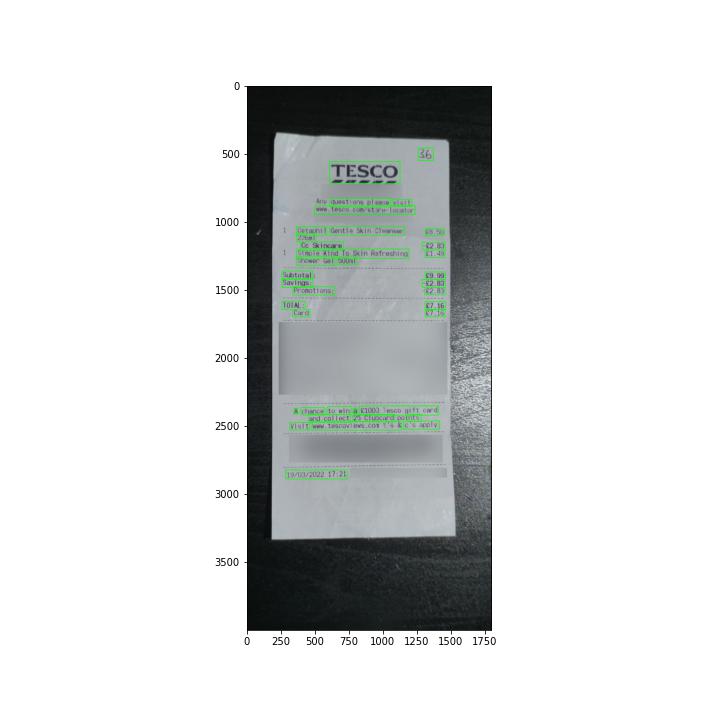 36
TESCO
Any questions please visit
www.tesco.com/store-locator
1 Cetaphil Gentle Skin Cleanser £8.50
236ml
Cc Skincare -£2.83
1 Simple Kind To Skin Refreshing £1.49
Shower Gel 500ml
Subtotal: £9.99
Savings: -£2.83
Promotions: -£2.83
TOTAL: £7.16
Card £7.16
A chance to win a £1000 Tesco gift card
and collect 25 Clubcard points.
Visit www.tescoviews.com t's & c's apply
19/03/2022 17:21
0
500
1000
1500
2000
2500
3000
3500
0 250 500 750 1000 1250 1500 1750